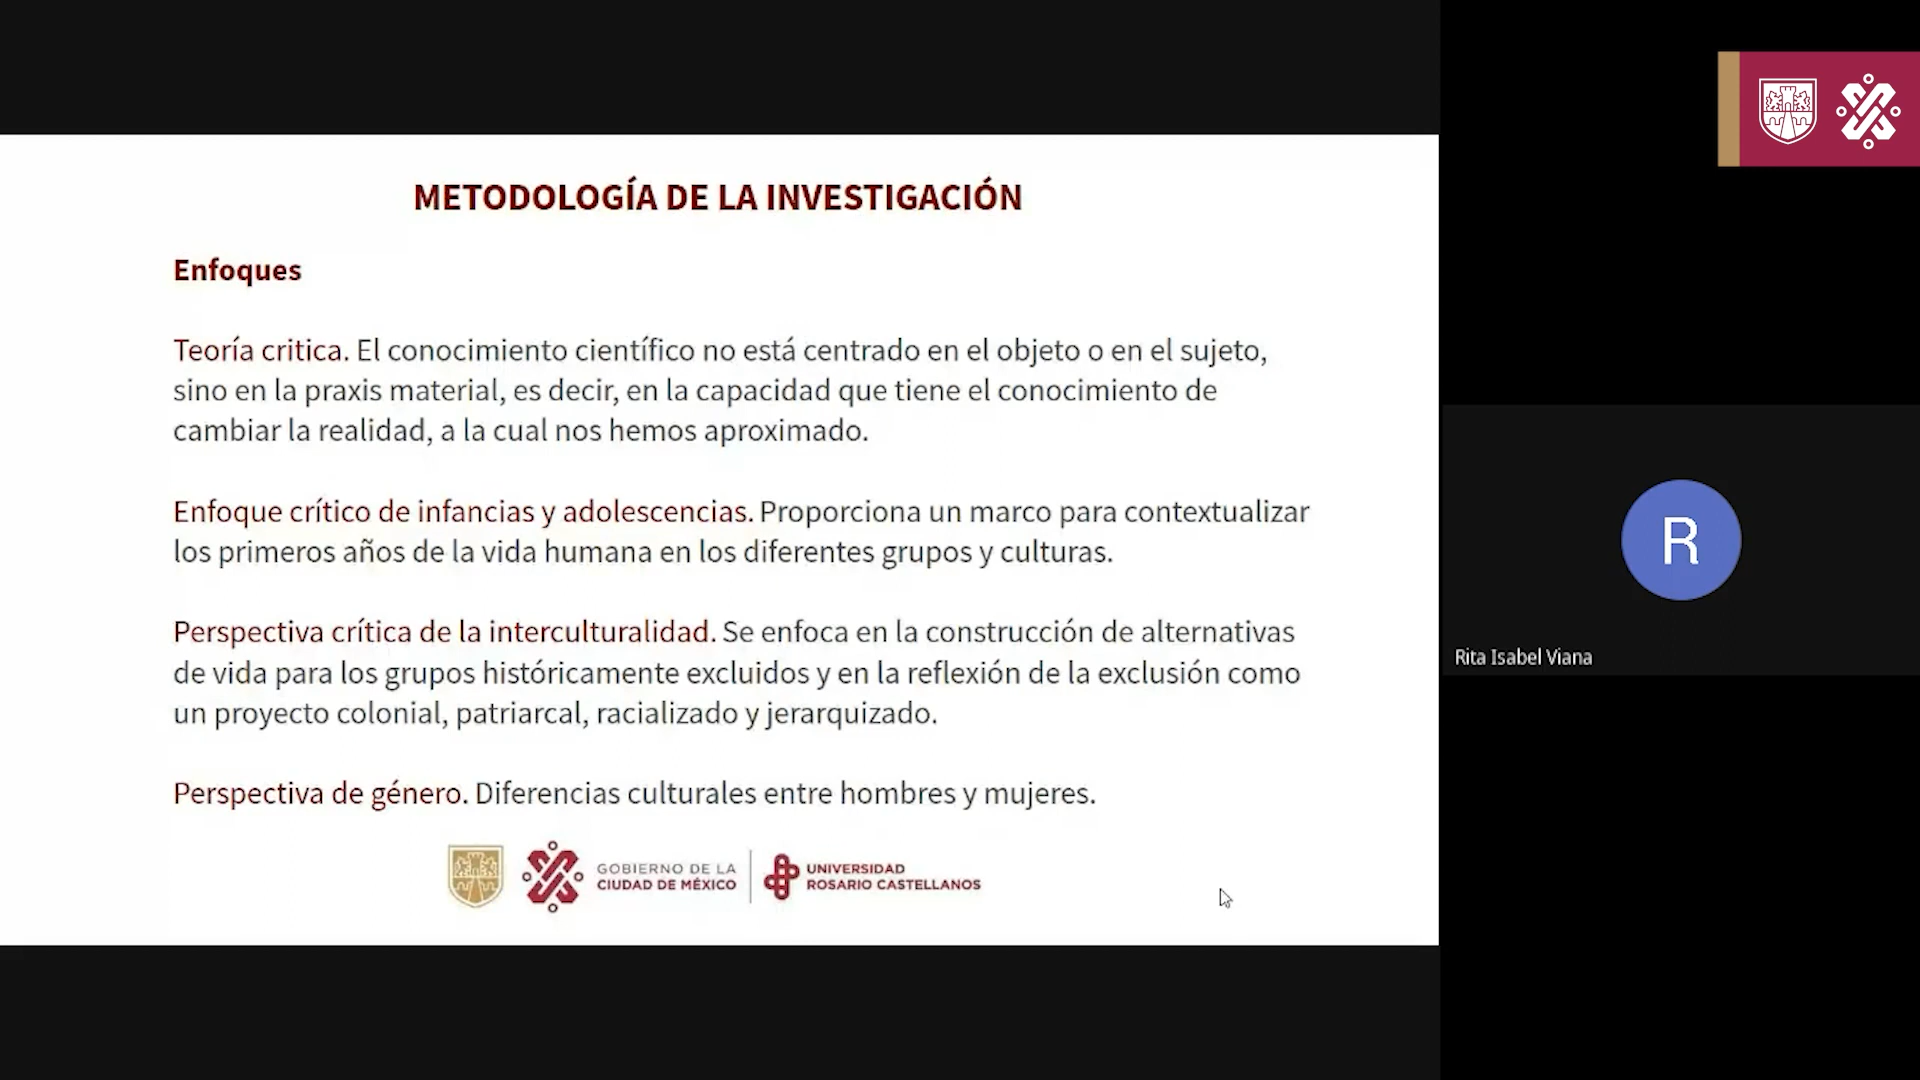 METODOLOGÍA DE LA INVESTIGACIÓN
Enfoques
Teoría critica. El conocimiento científico no está centrado en el objeto o en el sujeto,
sino en la praxis material, es decir, en la capacidad que tiene el conocimiento de
cambiar la realidad, a la cual nos hemos aproximado.
Enfoque crítico de infancias y adolescencias. Proporciona un marco para contextualizar
los primeros años de la vida humana en los diferentes grupos y culturas.
Perspectiva crítica de la interculturalidad. Se enfoca en la construcción de alternativas
de vida para los grupos históricamente excluidos y en la reflexión de la exclusión como
un proyecto colonial, patriarcal, racializado y jerarquizado.
Perspectiva de género. Diferencias culturales entre hombres y mujeres.
GOBIERNO DE LA
CIUDAD DE MÉXICO
UNIVERSIDAD
ROSARIO CASTELLANOS
R
Rita Isabel Viana